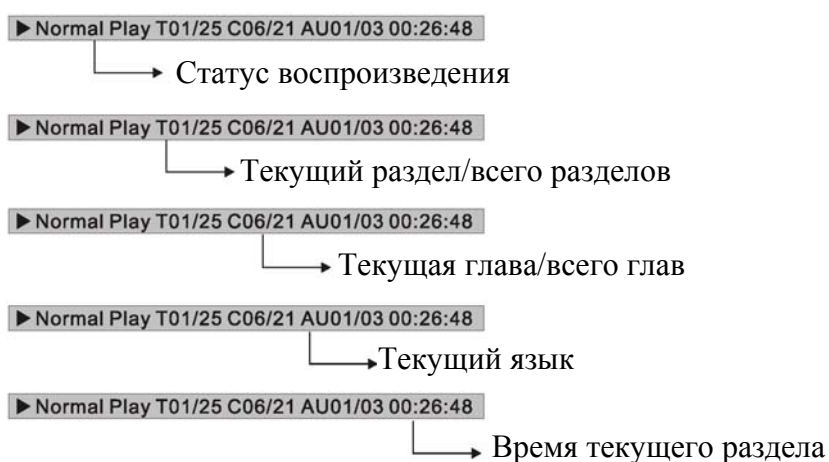 ▶ Normal Play T01/25 C06/21 AU01/03 00:26:48
Статус воспроизведения
▶ Normal Play T01/25 C06/21 AU01/03 00:26:48
Текущий раздел/всего разделов
▶ Normal Play T01/25 C06/21 AU01/03 00:26:48
Текущая глава/всего глав
▶ Normal Play T01/25 C06/21 AU01/03 00:26:48
Текущий язык
▶ Normal Play T01/25 C06/21 AU01/03 00:26:48
Время текущего раздела